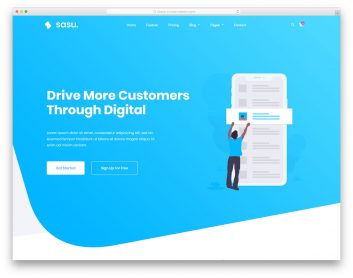 sasu.
Home Feature Pricing Blog Pages Contact
Drive More Customers
Through Digital
Lorem ipsum dolor sit amet, consectetur adipisicing elit, sed do
eiusmod tempor incididunt ut labore et dolore magna aliqua. Ut
enim ad minim veniam.
Get Started Sign Up for Free